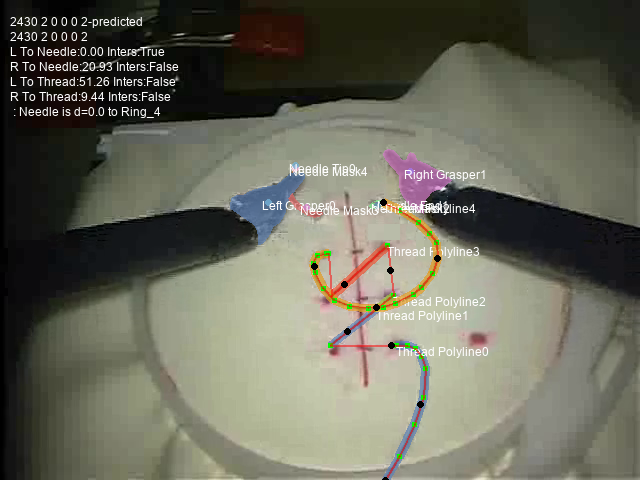 2430 2 0 0 0 2-predicted
2430 2 0 0 0 2
L To Needle:0.00 Inters:True
R To Needle:20.93 Inters:False
L To Thread:51.26 Inters:False
R To Thread:9.44 Inters:False
: Needle is d=0.0 to Ring_4
Needle Tip0
Needle Mask4
Right Grasper1
Left Grasper0
Needle Mask3
Needle End1
Polyline4
Thread Polyline3
Thread Polyline2
Thread Polyline1
Thread Polyline0